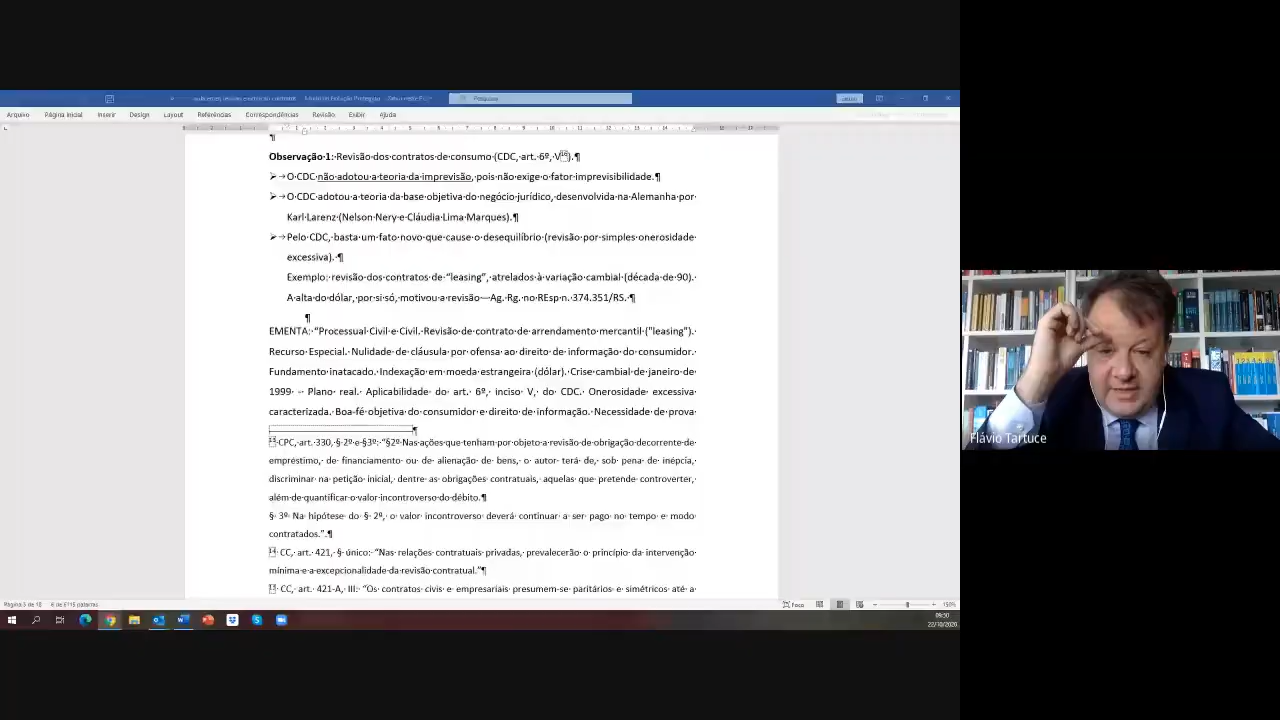 Pesquisar
Arquivo Página Inicial Inserir Design Layout Referências Correspondências Revisão Exibir Ajuda
Observação 1: Revisão dos contratos de consumo (CDC, art. 6º, V16).¶
➢ O CDC não adotou a teoria da imprevisão, pois não exige o fator imprevisibilidade.¶
➢ O CDC adotou a teoria da base objetiva do negócio jurídico, desenvolvida na Alemanha por
Karl Larenz (Nelson Nery e Cláudia Lima Marques).¶
➢ Pelo CDC, basta um fato novo que cause o desequilíbrio (revisão por simples onerosidade
excessiva). ¶
Exemplo: revisão dos contratos de “leasing”, atrelados à variação cambial (década de 90).
A alta do dólar, por si só, motivou a revisão – Ag. Rg. no REsp n. 374.351/RS.¶
¶
EMENTA: “Processual Civil e Civil. Revisão de contrato de arrendamento mercantil ("leasing").
Recurso Especial. Nulidade de cláusula por ofensa ao direito de informação do consumidor.
Fundamento inatacado. Indexação em moeda estrangeira (dólar). Crise cambial de janeiro de
1999 - Plano real. Aplicabilidade do art. 6º, inciso V, do CDC. Onerosidade excessiva
caracterizada. Boa-fé objetiva do consumidor e direito de informação. Necessidade de prova
¶
13 CPC, art. 330, § 2º e §3º: “§2º Nas ações que tenham por objeto a revisão de obrigação decorrente de
empréstimo, de financiamento ou de alienação de bens, o autor terá de, sob pena de inépcia,
discriminar na petição inicial, dentre as obrigações contratuais, aquelas que pretende controverter,
além de quantificar o valor incontroverso do débito.¶
§ 3º Na hipótese do § 2º, o valor incontroverso deverá continuar a ser pago no tempo e modo
contratados.”.¶
14 CC, art. 421, § único: “Nas relações contratuais privadas, prevalecerão o princípio da intervenção
mínima e a excepcionalidade da revisão contratual.”¶
15 CC, art. 421-A, III: “Os contratos civis e empresariais presumem-se paritários e simétricos até a
Foco
150%
09:30
22/10/2020
Flávio Tartuce